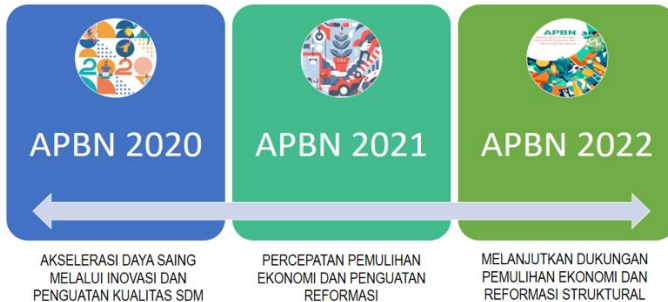 APBN
APBN 2020
APBN 2021
APBN 2022
AKSELERASI DAYA SAING
MELALUI INOVASI DAN
PENGUATAN KUALITAS SDM
PERCEPATAN PEMULIHAN
EKONOMI DAN PENGUATAN
REFORMASI
MELANJUTKAN DUKUNGAN
PEMULIHAN EKONOMI DAN
REFORMASI STRUKTURAL